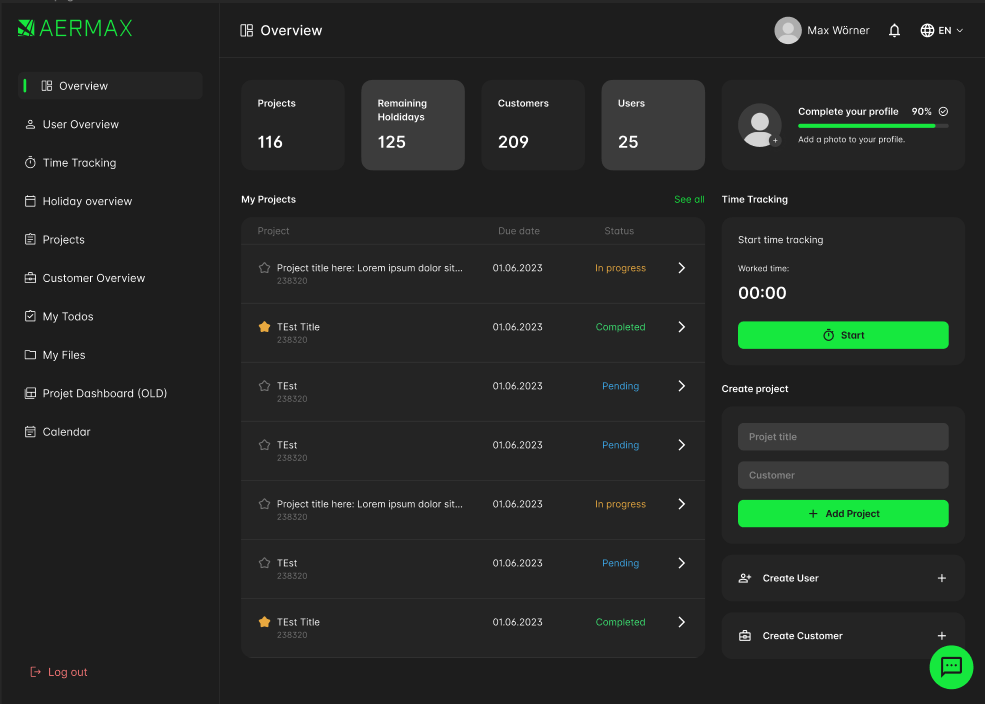 AERMAX
Overview
Max Wörner
EN
Overview
User Overview
Time Tracking
Holiday overview
Projects
Customer Overview
My Todos
My Files
Projet Dashboard (OLD)
Calendar
Log out
Projects
116
Remaining
Holdidays
125
Customers
209
Users
25
Complete your profile 90%
Add a photo to your profile.
My Projects
See all
Project Due date Status
Project title here: Lorem ipsum dolor sit... 01.06.2023 In progress
238320
TEst Title 01.06.2023 Completed
238320
TEst 01.06.2023 Pending
238320
TEst 01.06.2023 Pending
238320
Project title here: Lorem ipsum dolor sit... 01.06.2023 In progress
238320
TEst 01.06.2023 Pending
238320
TEst Title 01.06.2023 Completed
238320
Time Tracking
Start time tracking
Worked time:
00:00
Start
Create project
Projet title
Customer
+ Add Project
Create User +
Create Customer +